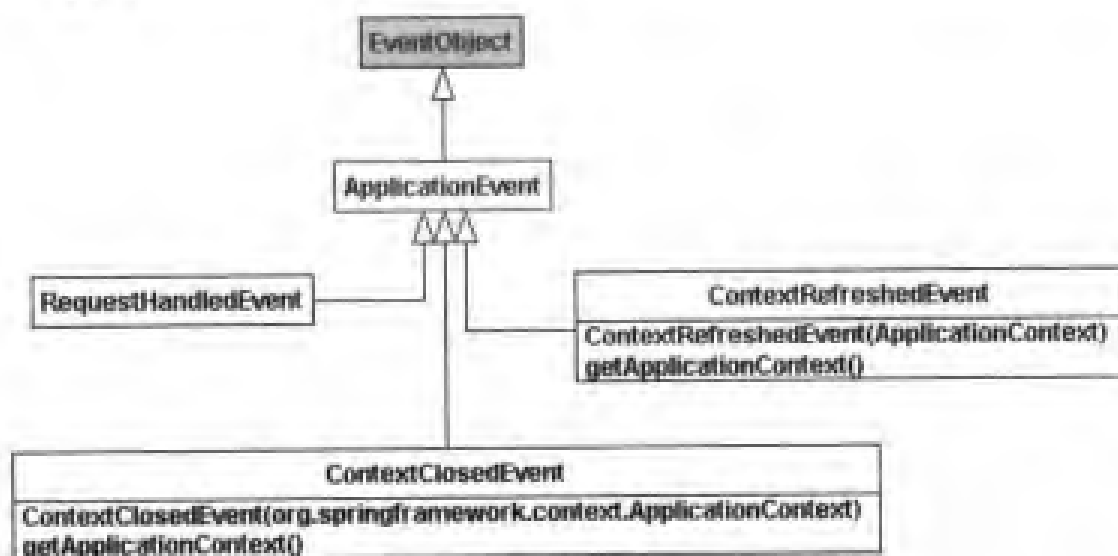 EventObject
ApplicationEvent
RequestHandledEvent
ContextRefreshedEvent
ContextRefreshedEvent(ApplicationContext)
getApplicationContext()
ContextClosedEvent
ContextClosedEvent(org.springframework.context.ApplicationContext)
getApplicationContext()